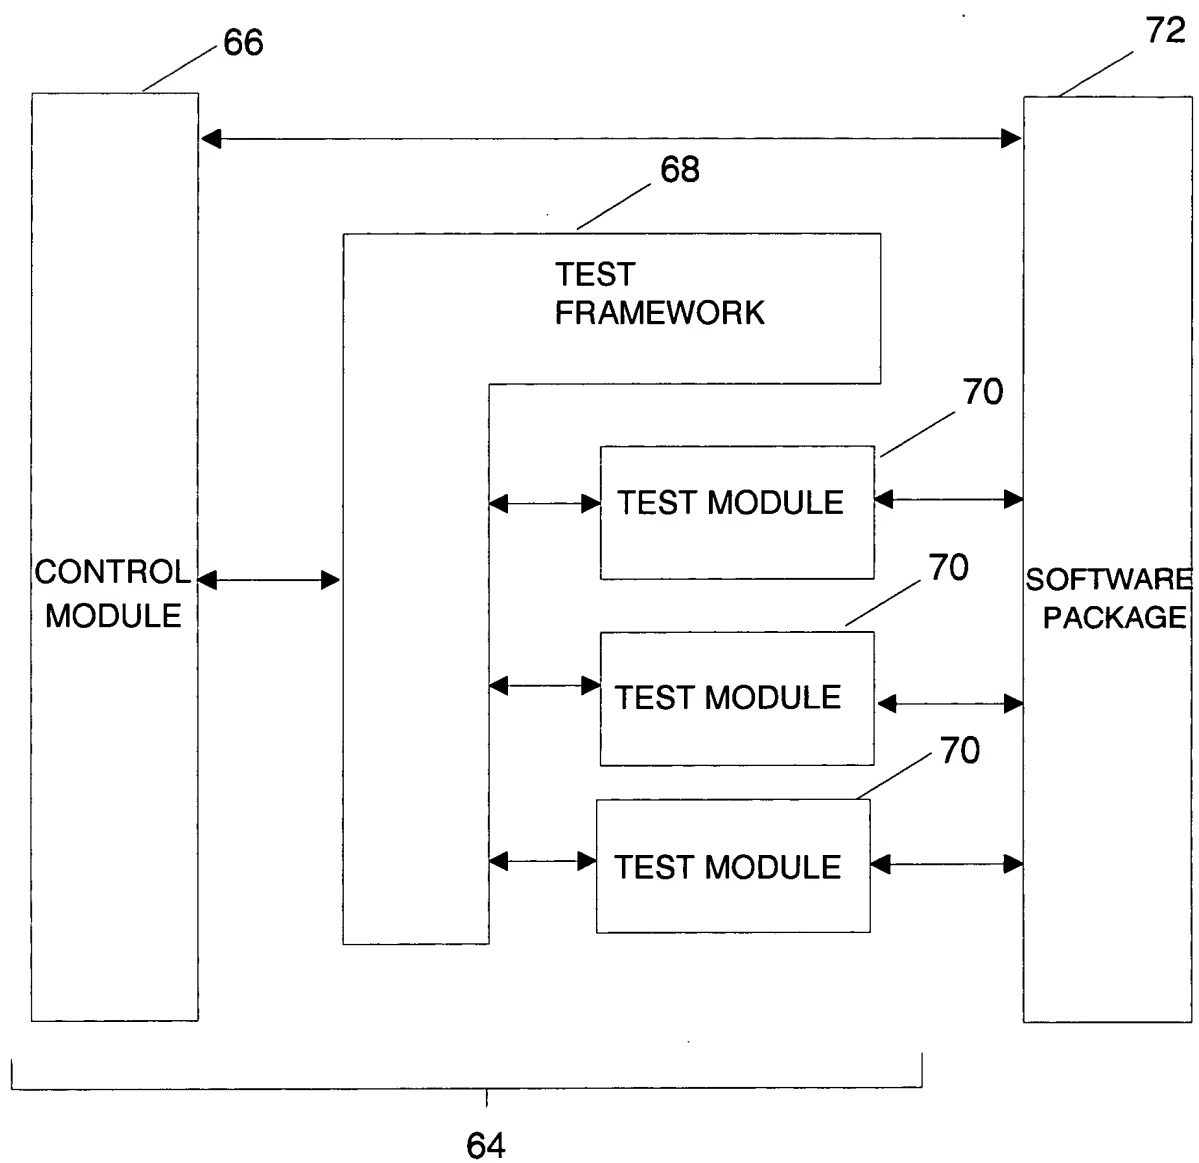 66
72
68
TEST
FRAMEWORK
70
TEST MODULE
70
CONTROL
MODULE
SOFTWARE
PACKAGE
TEST MODULE
70
TEST MODULE
64